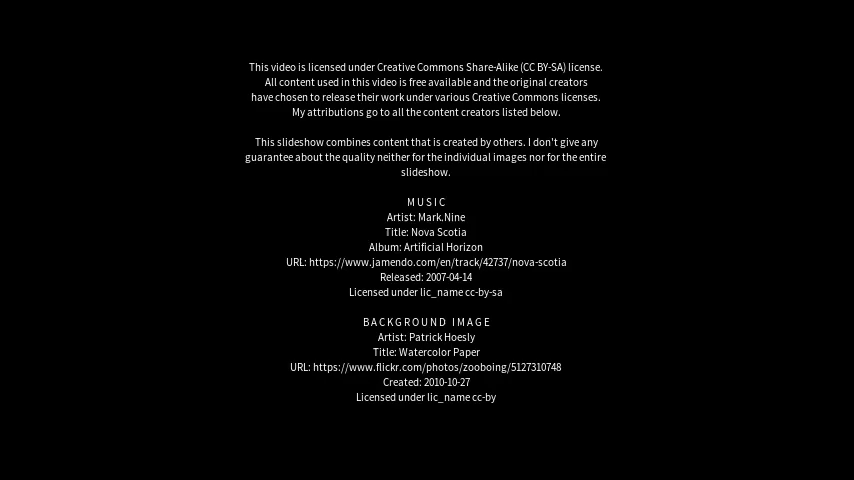 This video is licensed under Creative Commons Share-Alike (CC BY-SA) license.
All content used in this video is free available and the original creators
have chosen to release their work under various Creative Commons licenses.
My attributions go to all the content creators listed below.
This slideshow combines content that is created by others. I don't give any
guarantee about the quality neither for the individual images nor for the entire
slideshow.
MUSIC
Artist: Mark.Nine
Title: Nova Scotia
Album: Artificial Horizon
URL: https://www.jamendo.com/en/track/42737/nova-scotia
Released: 2007-04-14
Licensed under lic_name cc-by-sa
BACKGROUND IMAGE
Artist: Patrick Hoesly
Title: Watercolor Paper
URL: https://www.flickr.com/photos/zooboing/5127310748
Created: 2010-10-27
Licensed under lic_name cc-by